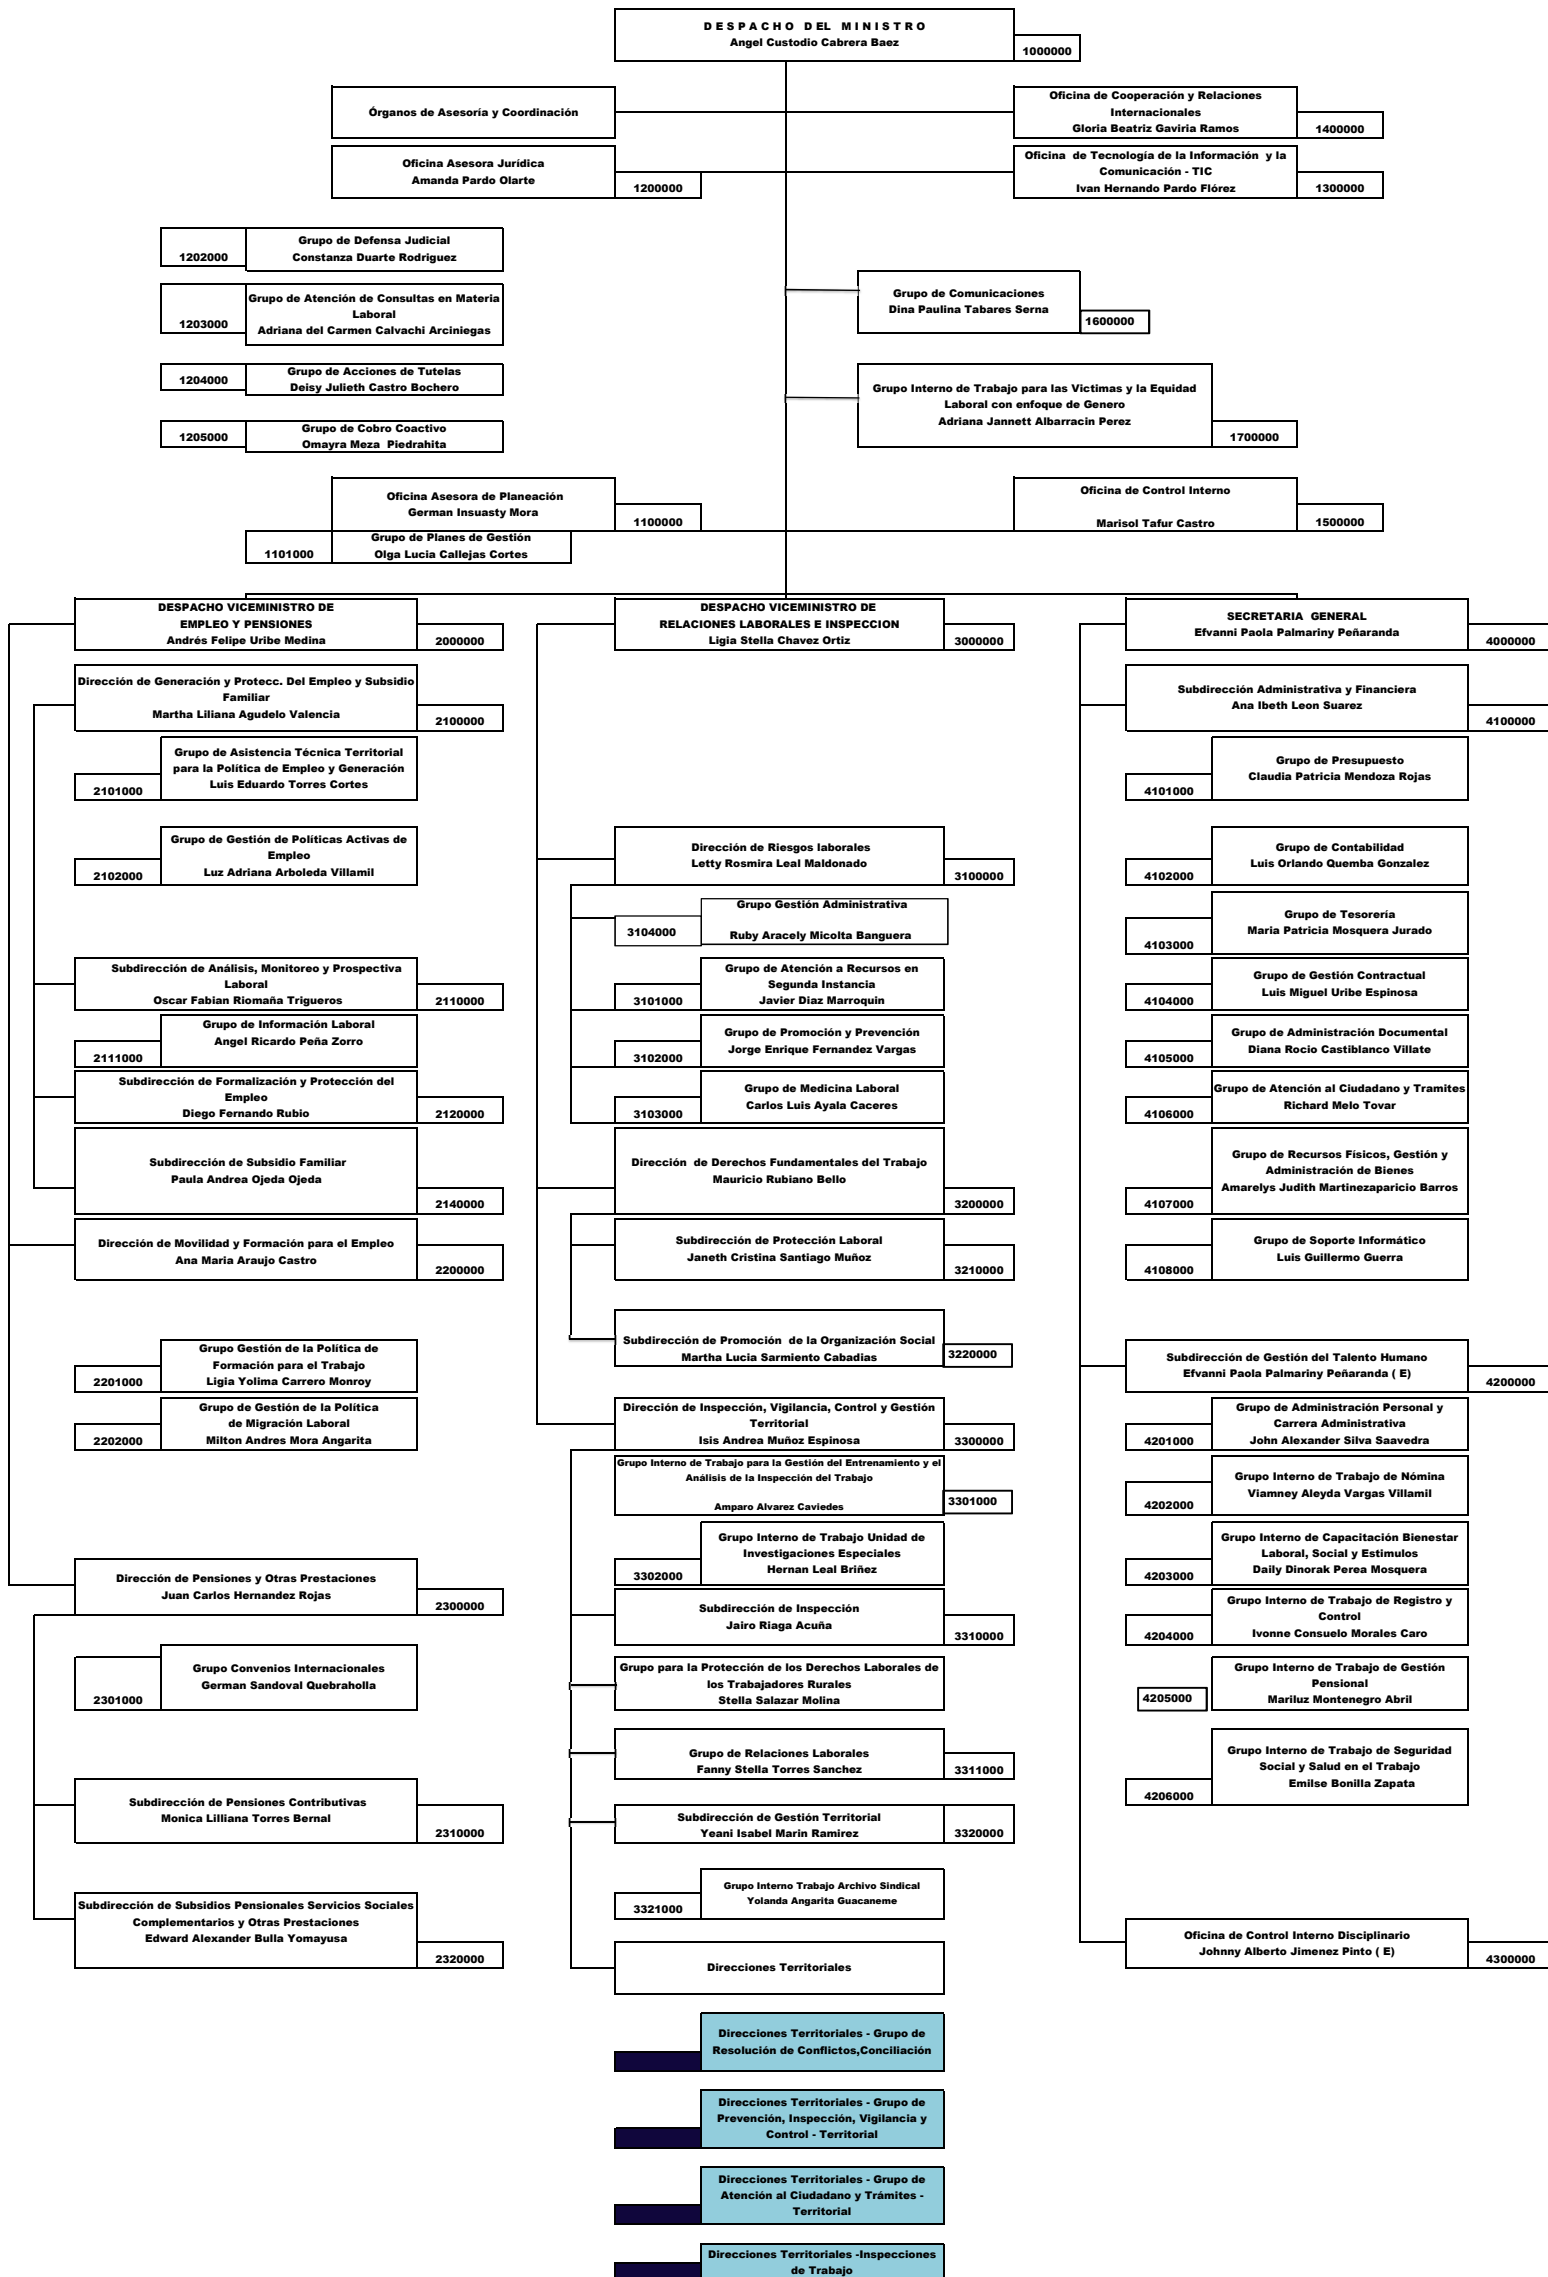 D E S P A C H O   D EL  M I N I S T R O
Angel Custodio Cabrera Baez
1000000
Órganos de Asesoría y Coordinación
Oficina de Cooperación y Relaciones
Internacionales
Gloria Beatriz Gaviria Ramos
1400000
Oficina Asesora Jurídica
Amanda Pardo Olarte
1200000
Oficina  de Tecnología de la Información  y la
Comunicación - TIC
Ivan Hernando Pardo Flórez
1300000
1202000
Grupo de Defensa Judicial
Constanza Duarte Rodriguez
1203000
Grupo de Atención de Consultas en Materia
Laboral
Adriana del Carmen Calvachi Arciniegas
Grupo de Comunicaciones
Dina Paulina Tabares Serna
1600000
1204000
Grupo de Acciones de Tutelas
Deisy Julieth Castro Bochero
Grupo Interno de Trabajo para las Victimas y la Equidad
Laboral con enfoque de Genero
Adriana Jannett Albarracin Perez
1700000
1205000
Grupo de Cobro Coactivo
Omayra Meza  Piedrahita
Oficina Asesora de Planeación
German Insuasty Mora
1100000
Oficina de Control Interno
Marisol Tafur Castro
1500000
1101000
Grupo de Planes de Gestión
Olga Lucia Callejas Cortes
DESPACHO VICEMINISTRO DE
EMPLEO Y PENSIONES
Andrés Felipe Uribe Medina
2000000
Dirección de Generación y Protecc. Del Empleo y Subsidio
Familiar
Martha Liliana Agudelo Valencia
2100000
Grupo de Asistencia Técnica Territorial
para la Política de Empleo y Generación
Luis Eduardo Torres Cortes
2101000
Grupo de Gestión de Políticas Activas de
Empleo
Luz Adriana Arboleda Villamil
2102000
Subdirección de Análisis, Monitoreo y Prospectiva
Laboral
Oscar Fabian Riomaña Trigueros
2110000
Grupo de Información Laboral
Angel Ricardo Peña Zorro
2111000
Subdirección de Formalización y Protección del
Empleo
Diego Fernando Rubio
2120000
Subdirección de Subsidio Familiar
Paula Andrea Ojeda Ojeda
2140000
Dirección de Movilidad y Formación para el Empleo
Ana Maria Araujo Castro
2200000
Grupo Gestión de la Política de
Formación para el Trabajo
Ligia Yolima Carrero Monroy
2201000
Grupo de Gestión de la Política
de Migración Laboral
Milton Andres Mora Angarita
2202000
Dirección de Pensiones y Otras Prestaciones
Juan Carlos Hernandez Rojas
2300000
Grupo Convenios Internacionales
German Sandoval Quebraholla
2301000
Subdirección de Pensiones Contributivas
Monica Lilliana Torres Bernal
2310000
Subdirección de Subsidios Pensionales Servicios Sociales
Complementarios y Otras Prestaciones
Edward Alexander Bulla Yomayusa
2320000
DESPACHO VICEMINISTRO DE
RELACIONES LABORALES E INSPECCION
Ligia Stella Chavez Ortiz
3000000
Dirección de Riesgos laborales
Letty Rosmira Leal Maldonado
3100000
Grupo Gestión Administrativa
Ruby Aracely Micolta Banguera
3104000
Grupo de Atención a Recursos en
Segunda Instancia
Javier Diaz Marroquin
3101000
Grupo de Promoción y Prevención
Jorge Enrique Fernandez Vargas
3102000
Grupo de Medicina Laboral
Carlos Luis Ayala Caceres
3103000
Dirección  de Derechos Fundamentales del Trabajo
Mauricio Rubiano Bello
3200000
Subdirección de Protección Laboral
Janeth Cristina Santiago Muñoz
3210000
Subdirección de Promoción  de la Organización Social
Martha Lucia Sarmiento Cabadias
3220000
Dirección de Inspección, Vigilancia, Control y Gestión
Territorial
Isis Andrea Muñoz Espinosa
3300000
Grupo Interno de Trabajo para la Gestión del Entrenamiento y el
Análisis de la Inspección del Trabajo
Amparo Alvarez Caviedes
3301000
Grupo Interno de Trabajo Unidad de
Investigaciones Especiales
Hernan Leal Briñez
3302000
Subdirección de Inspección
Jairo Riaga Acuña
3310000
Grupo para la Protección de los Derechos Laborales de
los Trabajadores Rurales
Stella Salazar Molina
Grupo de Relaciones Laborales
Fanny Stella Torres Sanchez
3311000
Subdirección de Gestión Territorial
Yeani Isabel Marin Ramirez
3320000
Grupo Interno Trabajo Archivo Sindical
Yolanda Angarita Guacaneme
3321000
Direcciones Territoriales
Direcciones Territoriales - Grupo de
Resolución de Conflictos,Conciliación
Direcciones Territoriales - Grupo de
Prevención, Inspección, Vigilancia y
Control - Territorial
Direcciones Territoriales - Grupo de
Atención al Ciudadano y Trámites -
Territorial
Direcciones Territoriales -Inspecciones
de Trabajo
SECRETARIA  GENERAL
Efvanni Paola Palmariny Peñaranda
4000000
Subdirección Administrativa y Financiera
Ana Ibeth Leon Suarez
4100000
Grupo de Presupuesto
Claudia Patricia Mendoza Rojas
4101000
Grupo de Contabilidad
Luis Orlando Quemba Gonzalez
4102000
Grupo de Tesorería
Maria Patricia Mosquera Jurado
4103000
Grupo de Gestión Contractual
Luis Miguel Uribe Espinosa
4104000
Grupo de Administración Documental
Diana Rocio Castiblanco Villate
4105000
Grupo de Atención al Ciudadano y Tramites
Richard Melo Tovar
4106000
Grupo de Recursos Físicos, Gestión y
Administración de Bienes
Amarelys Judith Martinezaparicio Barros
4107000
Grupo de Soporte Informático
Luis Guillermo Guerra
4108000
Subdirección de Gestión del Talento Humano
Efvanni Paola Palmariny Peñaranda ( E)
4200000
Grupo de Administración Personal y
Carrera Administrativa
John Alexander Silva Saavedra
4201000
Grupo Interno de Trabajo de Nómina
Viamney Aleyda Vargas Villamil
4202000
Grupo Interno de Capacitación Bienestar
Laboral, Social y Estimulos
Daily Dinorak Perea Mosquera
4203000
Grupo Interno de Trabajo de Registro y
Control
Ivonne Consuelo Morales Caro
4204000
Grupo Interno de Trabajo de Gestión
Pensional
Mariluz Montenegro Abril
4205000
Grupo Interno de Trabajo de Seguridad
Social y Salud en el Trabajo
Emilse Bonilla Zapata
4206000
Oficina de Control Interno Disciplinario
Johnny Alberto Jimenez Pinto ( E)
4300000